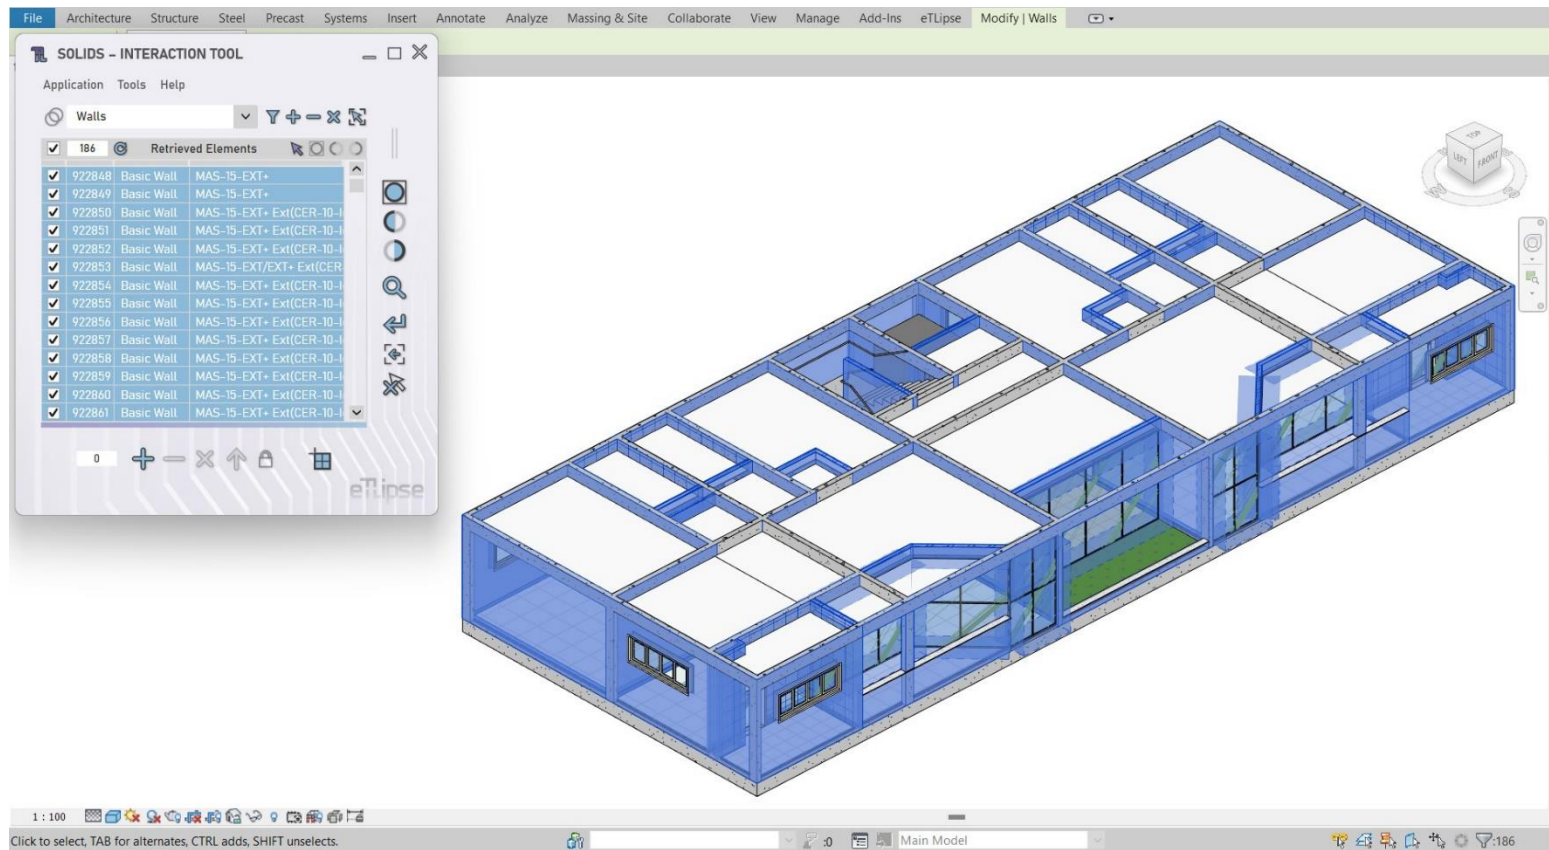 File Architecture Structure Steel Precast Systems Insert Annotate Analyze Massing & Site Collaborate View Manage Add-Ins eTLipse Modify | Walls
SOLIDS – INTERACTION TOOL
Application Tools Help
Walls
186 Retrieved Elements
922848 Basic Wall MAS-15-EXT+
922849 Basic Wall MAS-15-EXT+
922850 Basic Wall MAS-15-EXT+ Ext(CER-10-I
922851 Basic Wall MAS-15-EXT+ Ext(CER-10-I
922852 Basic Wall MAS-15-EXT+ Ext(CER-10-I
922853 Basic Wall MAS-15-EXT/EXT+ Ext(CER-
922854 Basic Wall MAS-15-EXT+ Ext(CER-10-I
922855 Basic Wall MAS-15-EXT+ Ext(CER-10-I
922856 Basic Wall MAS-15-EXT+ Ext(CER-10-I
922857 Basic Wall MAS-15-EXT+ Ext(CER-10-I
922858 Basic Wall MAS-15-EXT+ Ext(CER-10-I
922859 Basic Wall MAS-15-EXT+ Ext(CER-10-I
922860 Basic Wall MAS-15-EXT+ Ext(CER-10-I
922861 Basic Wall MAS-15-EXT+ Ext(CER-10-I
0
eTLipse
TOP
LEFT FRONT
1 : 100
Click to select, TAB for alternates, CTRL adds, SHIFT unselects. :0 Main Model :186